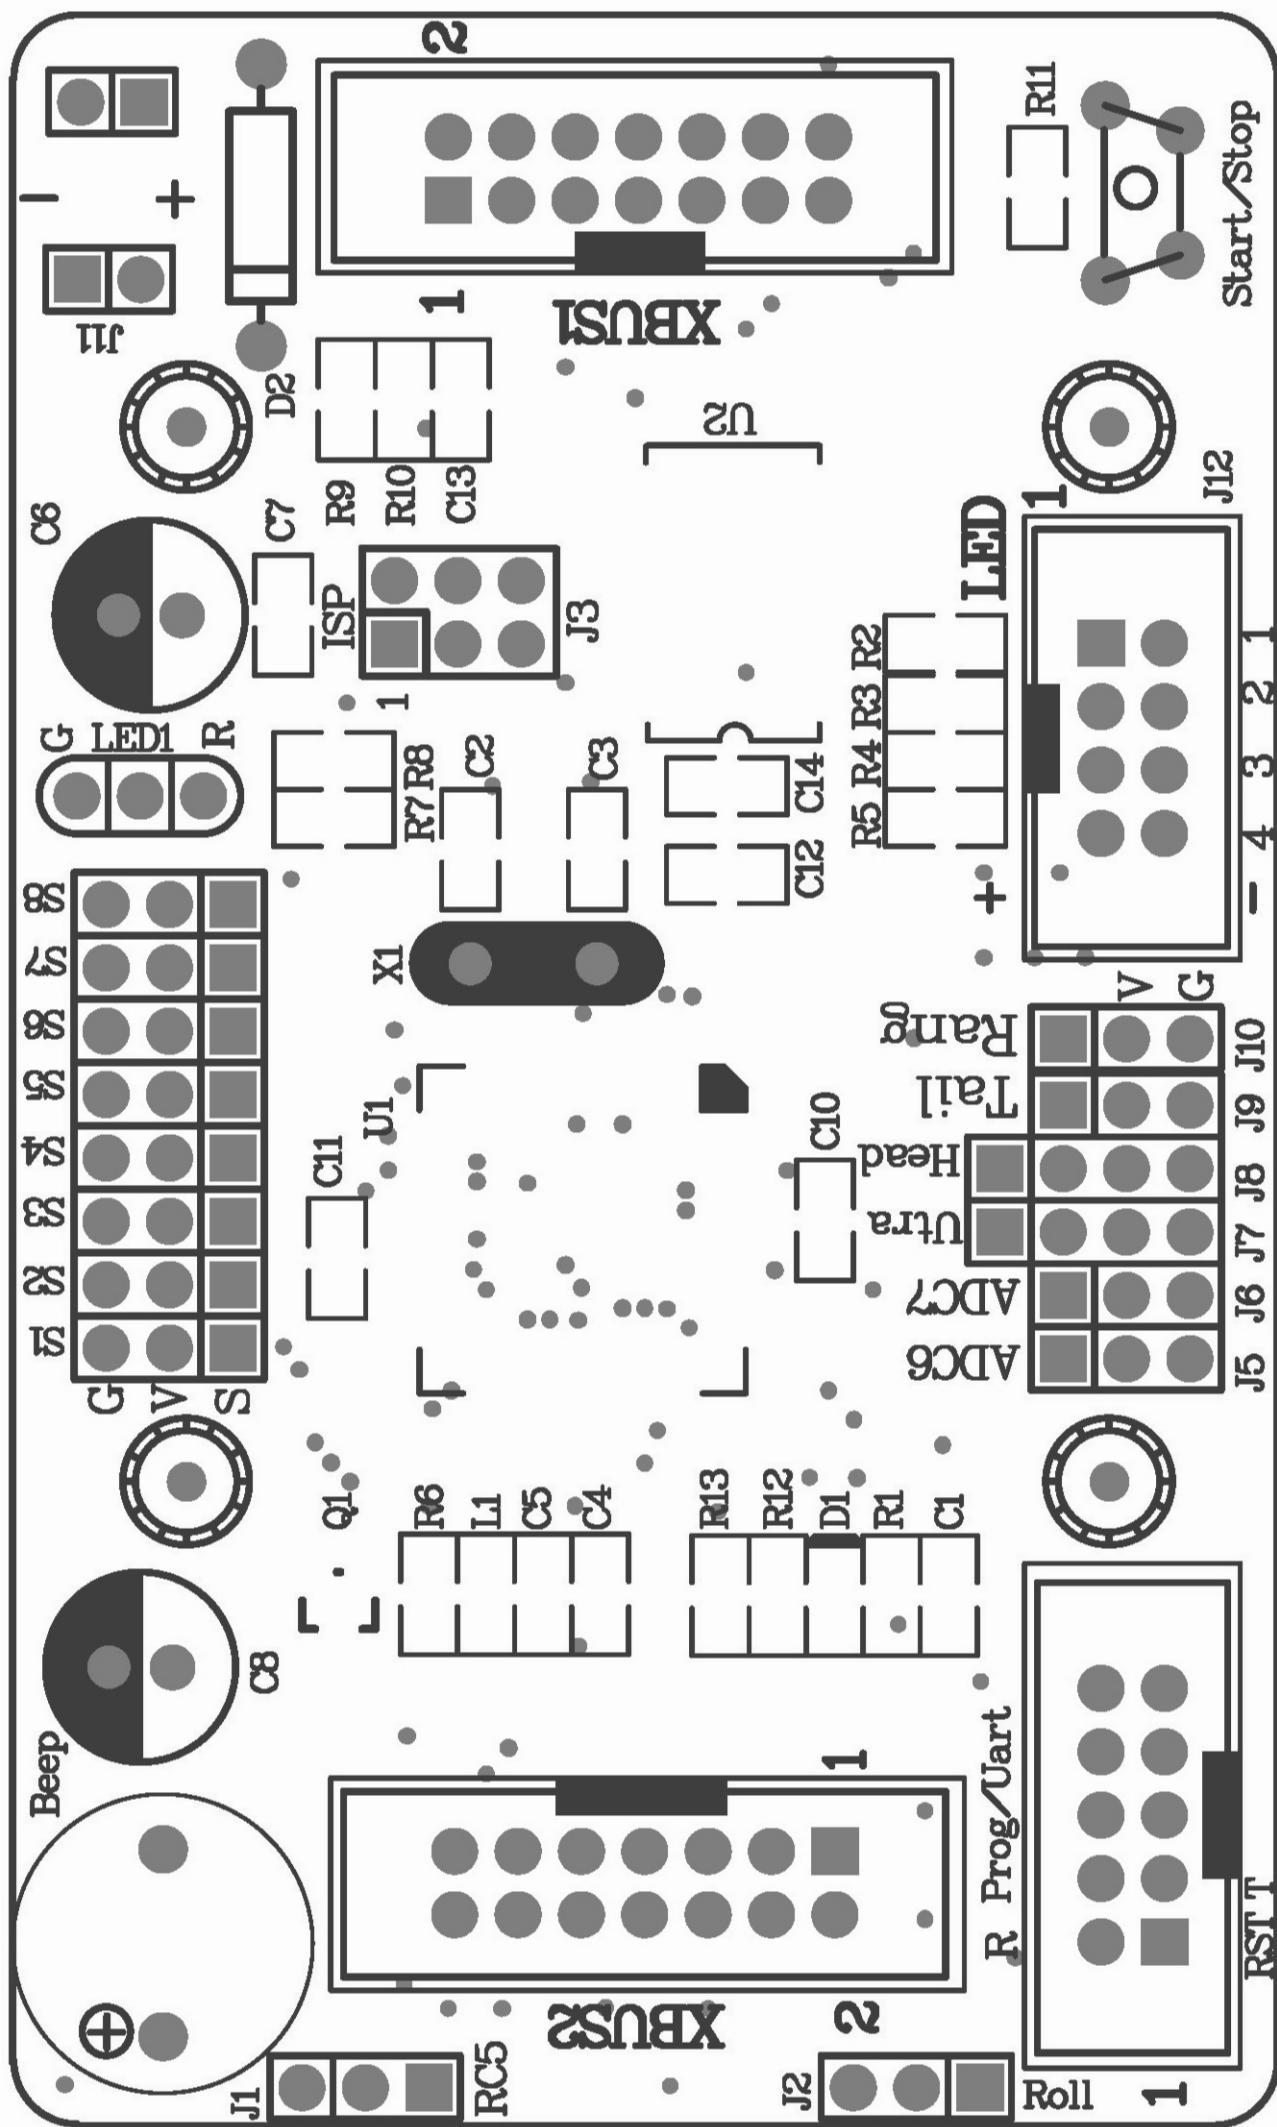 2
R11
-
+
Start/Stop
J11
1
XBUS1
D2
U2
R9
R10
C13
C6
C7
1
J12
LED
ISP
J3
R2
1
G
LED1
R
1
R3
2
R8
C2
C3
C14
R4
3
R7
C12
R5
4
S8
+
-
X1
S7
V
G
S6
Rang
J10
S5
Tail
J9
U1
C11
C10
S4
Head
J8
S3
Utra
J7
S2
ADC7
J6
S1
ADC6
J5
G
V
S
Q1
R6
L1
C5
C4
R13
R12
D1
R1
C1
C8
Beep
1
Prog/Uart
R
RST T
+
XBUS2
2
J1
RC5
J2
Roll
1